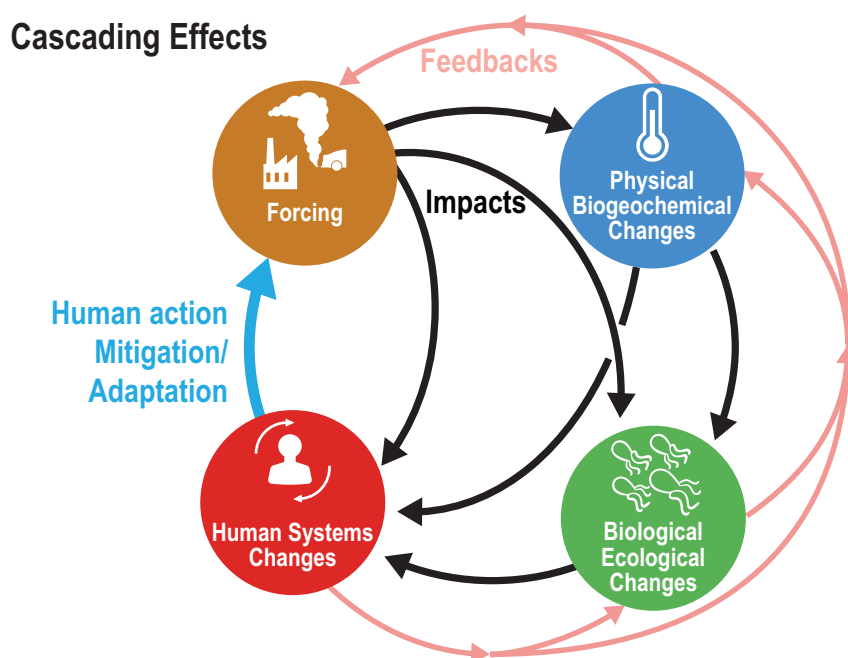 Cascading Effects
Feedbacks
Forcing
Impacts
Physical
Biogeochemical
Changes
Human action
Mitigation/
Adaptation
Human Systems
Changes
Biological
Ecological
Changes